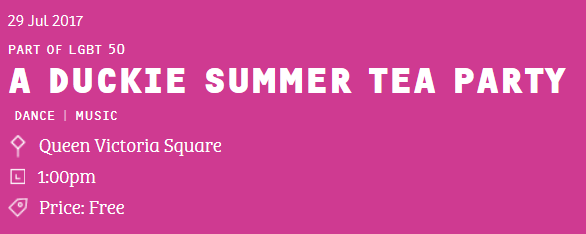 29 Jul 2017
PART OF LGBT 50
A DUCKIE SUMMER TEA PARTY
DANCE | MUSIC
Queen Victoria Square
1:00pm
Price: Free